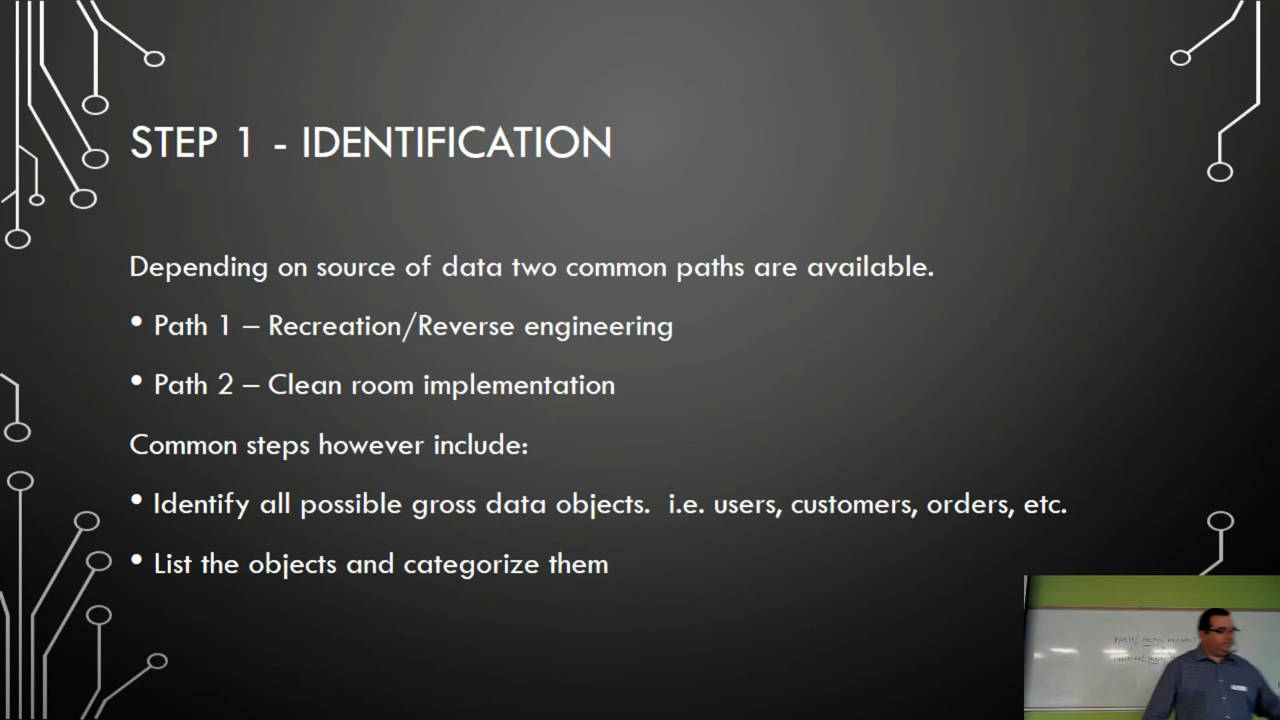 STEP 1 - IDENTIFICATION
Depending on source of data two common paths are available.
• Path 1 – Recreation/Reverse engineering
• Path 2 – Clean room implementation
Common steps however include:
• Identify all possible gross data objects.  i.e. users, customers, orders, etc.
• List the objects and categorize them